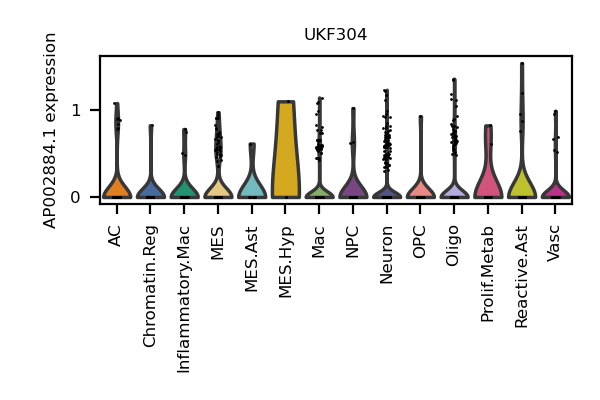 UKF304
AP002884.1 expression
1
0
AC
Chromatin.Reg
Inflammatory.Mac
MES
MES.Ast
MES.Hyp
Mac
NPC
Neuron
OPC
Oligo
Prolif.Metab
Reactive.Ast
Vasc